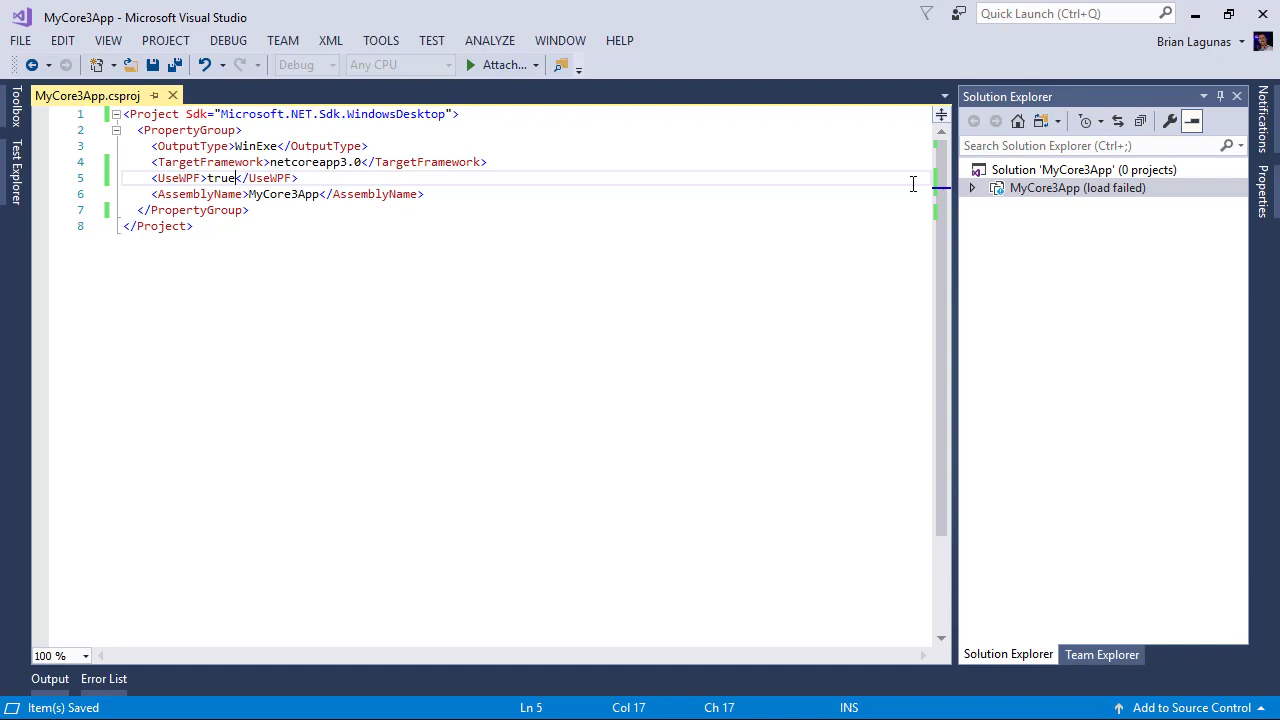 MyCore3App - Microsoft Visual Studio
Quick Launch (Ctrl+Q)
FILE EDIT VIEW PROJECT DEBUG TEAM XML TOOLS TEST ANALYZE WINDOW HELP
Brian Lagunas
Debug Any CPU Attach...
Toolbox
Test Explorer
MyCore3App.csproj
1 <Project Sdk="Microsoft.NET.Sdk.WindowsDesktop">
2 <PropertyGroup>
3 <OutputType>WinExe</OutputType>
4 <TargetFramework>netcoreapp3.0</TargetFramework>
5 <UseWPF>true</UseWPF>
6 <AssemblyName>MyCore3App</AssemblyName>
7 </PropertyGroup>
8 </Project>
100 %
Solution Explorer
Search Solution Explorer (Ctrl+;)
Solution 'MyCore3App' (0 projects)
MyCore3App (load failed)
Solution Explorer Team Explorer
Notifications
Properties
Output Error List
Item(s) Saved Ln 5 Col 17 Ch 17 INS Add to Source Control